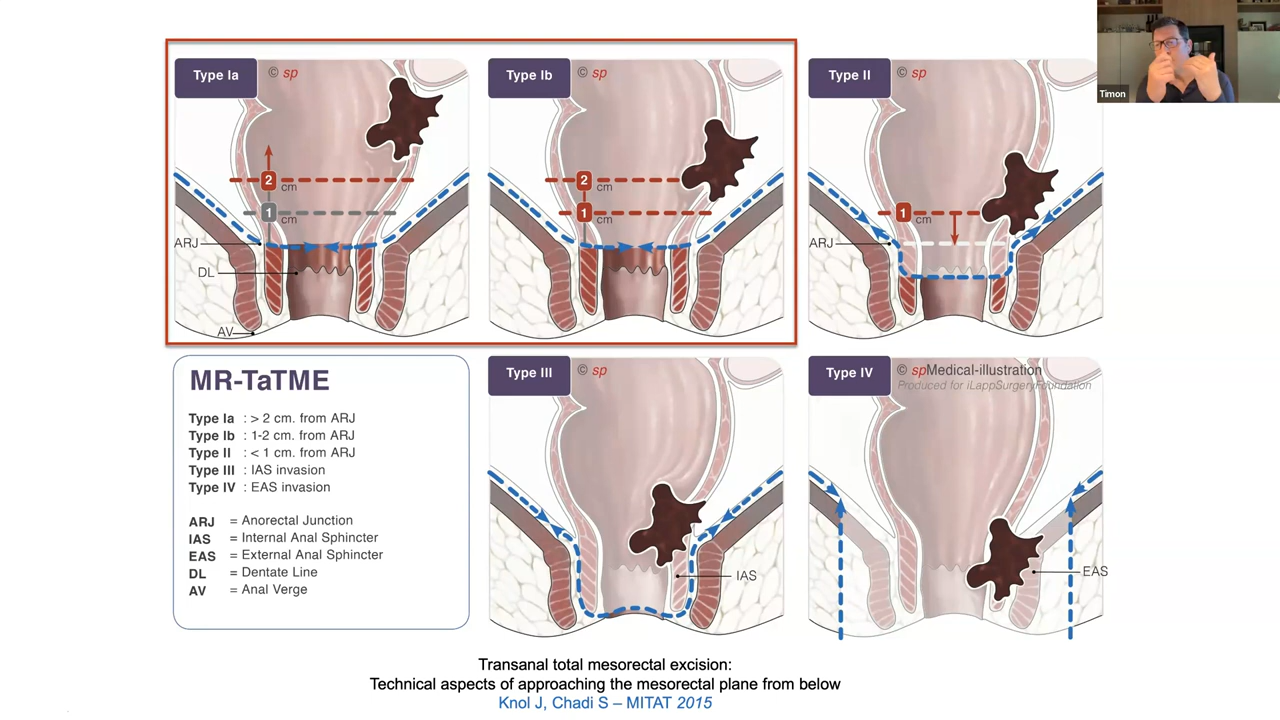 Type Ia
© sp
2
cm
1
cm
ARJ
DL
AV
Type Ib
© sp
2
cm
1
cm
Type II
© sp
1
cm
ARJ
Timon
MR-TaTME
Type Ia : > 2 cm. from ARJ
Type Ib : 1-2 cm. from ARJ
Type II : < 1 cm. from ARJ
Type III : IAS invasion
Type IV : EAS invasion
ARJ = Anorectal Junction
IAS = Internal Anal Sphincter
EAS = External Anal Sphincter
DL = Dentate Line
AV = Anal Verge
Type III
© sp
IAS
Type IV
© spMedical-illustration
Produced for iLappSurgeryFoundation
EAS
Transanal total mesorectal excision:
Technical aspects of approaching the mesorectal plane from below
Knol J, Chadi S – MITAT 2015